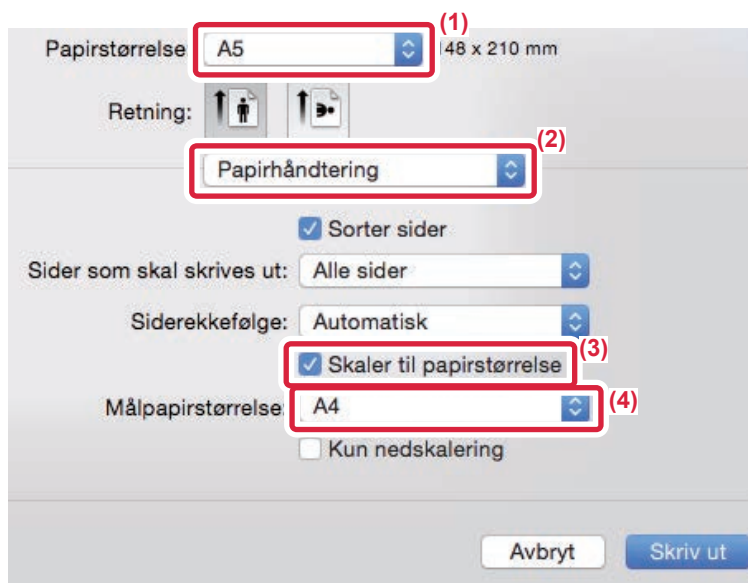 (1)
Papirstørrelse A5 148 x 210 mm
Retning:
(2)
Papirhåndtering
Sorter sider
Sider som skal skrives ut: Alle sider
Siderekkefølge: Automatisk
(3)
Skaler til papirstørrelse
Målpapirstørrelse: A4 (4)
Kun nedskalering
Avbryt Skriv ut